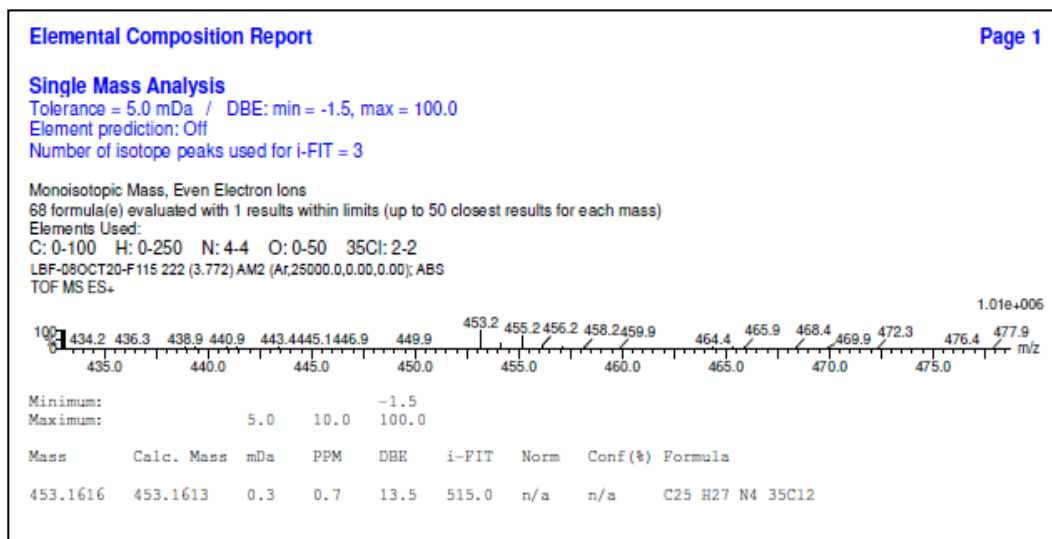 Elemental Composition Report Page 1
Single Mass Analysis
Tolerance = 5.0 mDa / DBE: min = -1.5, max = 100.0
Element prediction: Off
Number of isotope peaks used for i-FIT = 3
Monoisotopic Mass, Even Electron Ions
68 formula(e) evaluated with 1 results within limits (up to 50 closest results for each mass)
Elements Used:
C: 0-100 H: 0-250 N: 4-4 O: 0-50 35Cl: 2-2
LBF-08OCT20-F115 222 (3.772) AM2 (Ar,25000.0,0.00,0.00); ABS
TOF MS ES+
1.01e+006
100 434.2 436.3 438.9 440.9 443.4 445.1 446.9 449.9 453.2 455.2 456.2 458.2 459.9 464.4 465.9 468.4 469.9 472.3 476.4 477.9
%
0 m/z
435.0 440.0 445.0 450.0 455.0 460.0 465.0 470.0 475.0
Minimum: -1.5
Maximum: 5.0 10.0 100.0
Mass Calc. Mass mDa PPM DBE i-FIT Norm Conf(%) Formula
453.1616 453.1613 0.3 0.7 13.5 515.0 n/a n/a C25 H27 N4 35Cl2